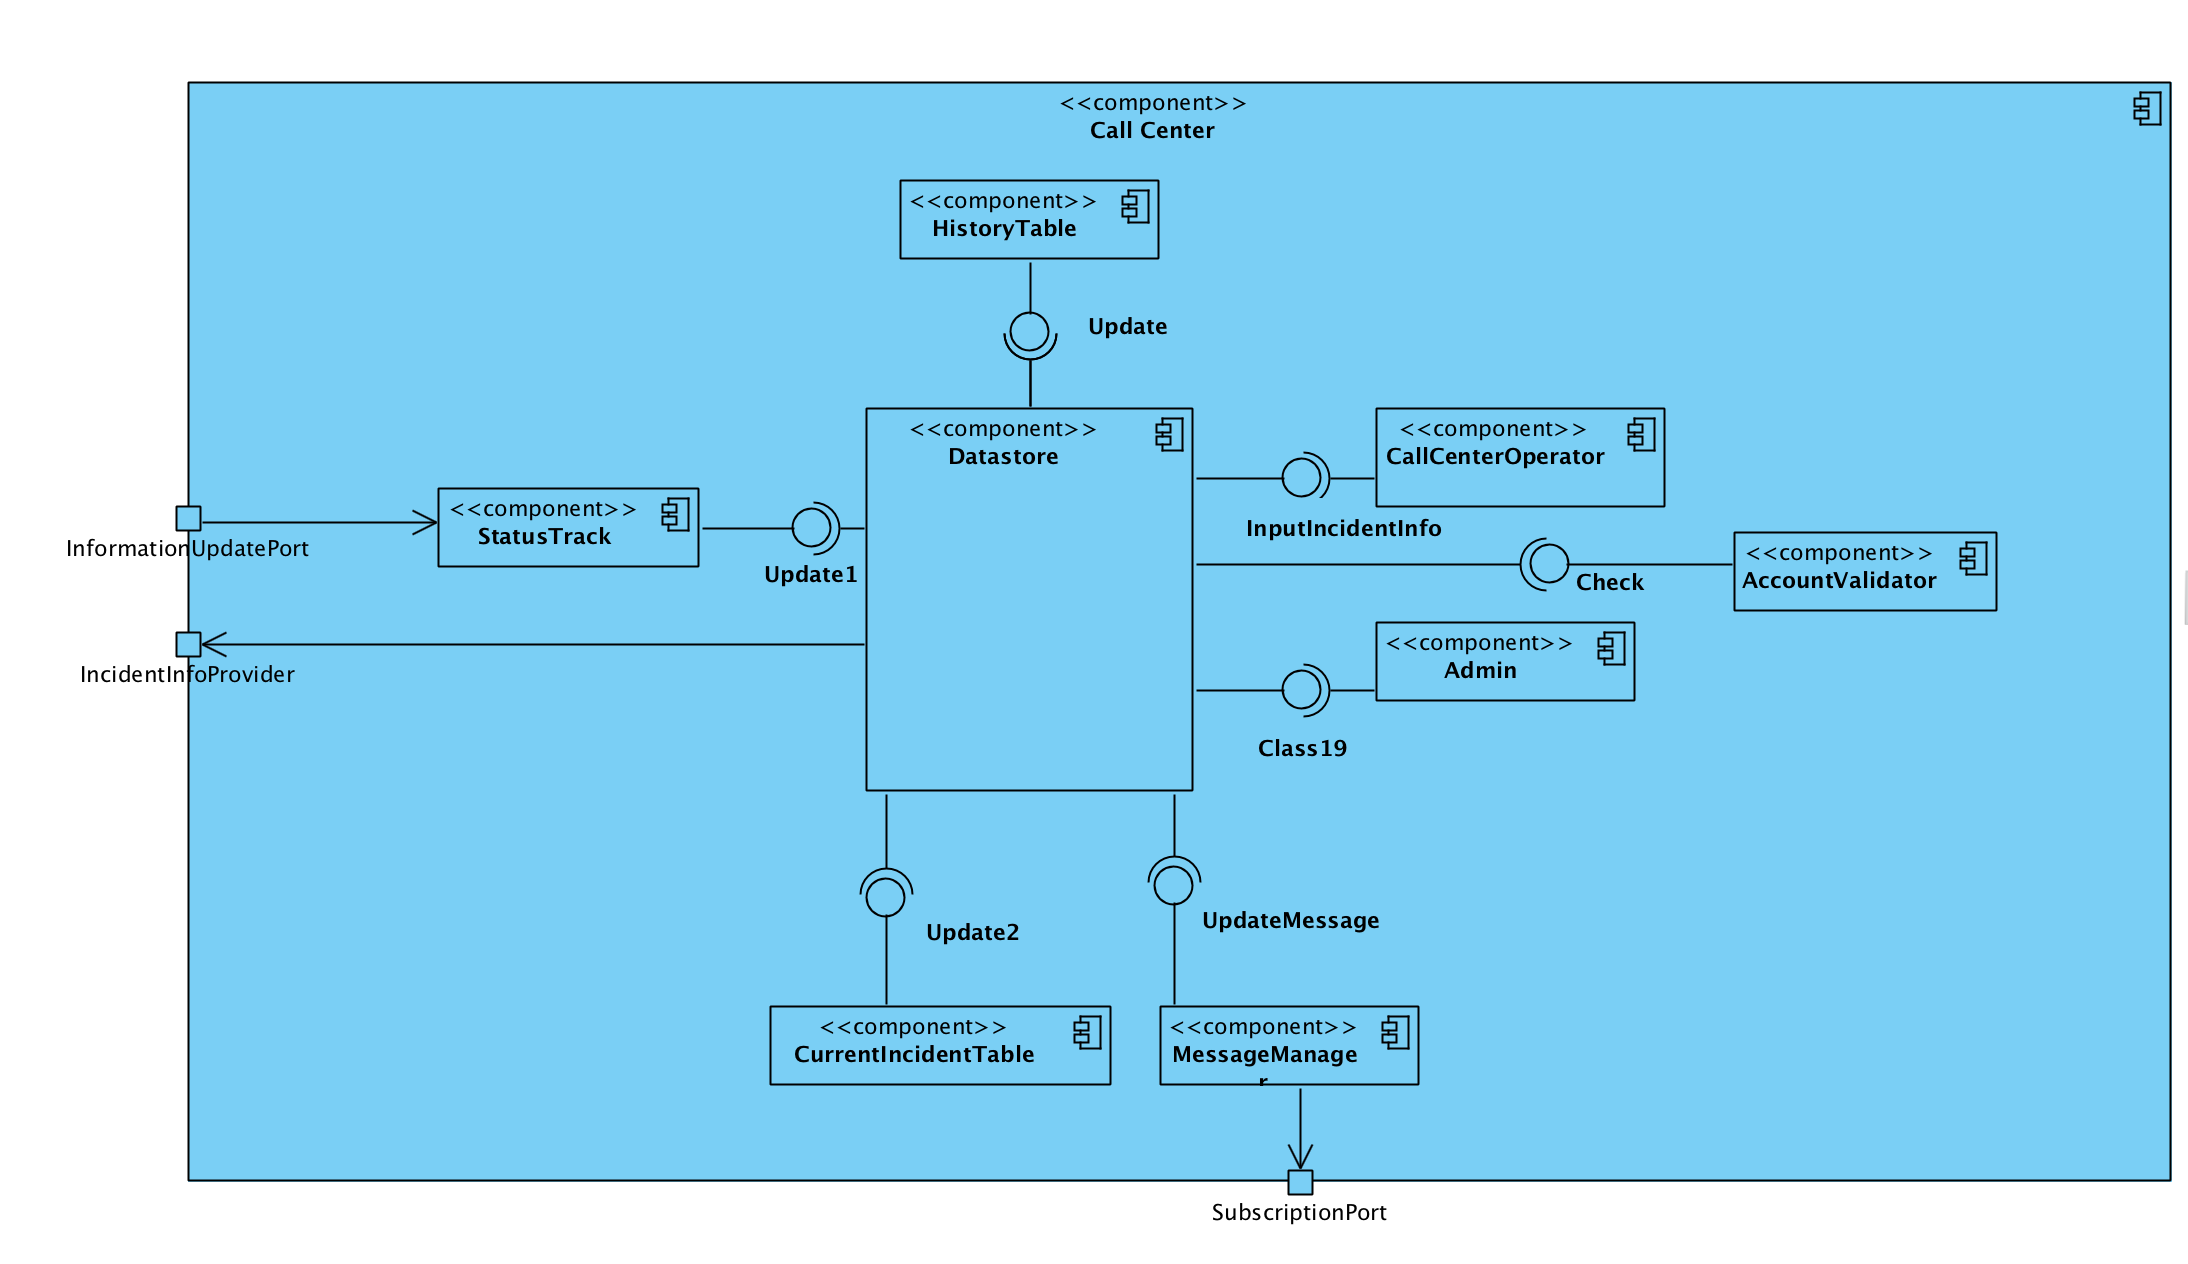 <<component>>
Call Center
<<component>>
HistoryTable
Update
<<component>>
Datastore
<<component>>
CallCenterOperator
InputIncidentInfo
<<component>>
StatusTrack
InformationUpdatePort
Update1
<<component>>
AccountValidator
Check
<<component>>
Admin
IncidentInfoProvider
Class19
Update2
UpdateMessage
<<component>>
CurrentIncidentTable
<<component>>
MessageManage
r
SubscriptionPort